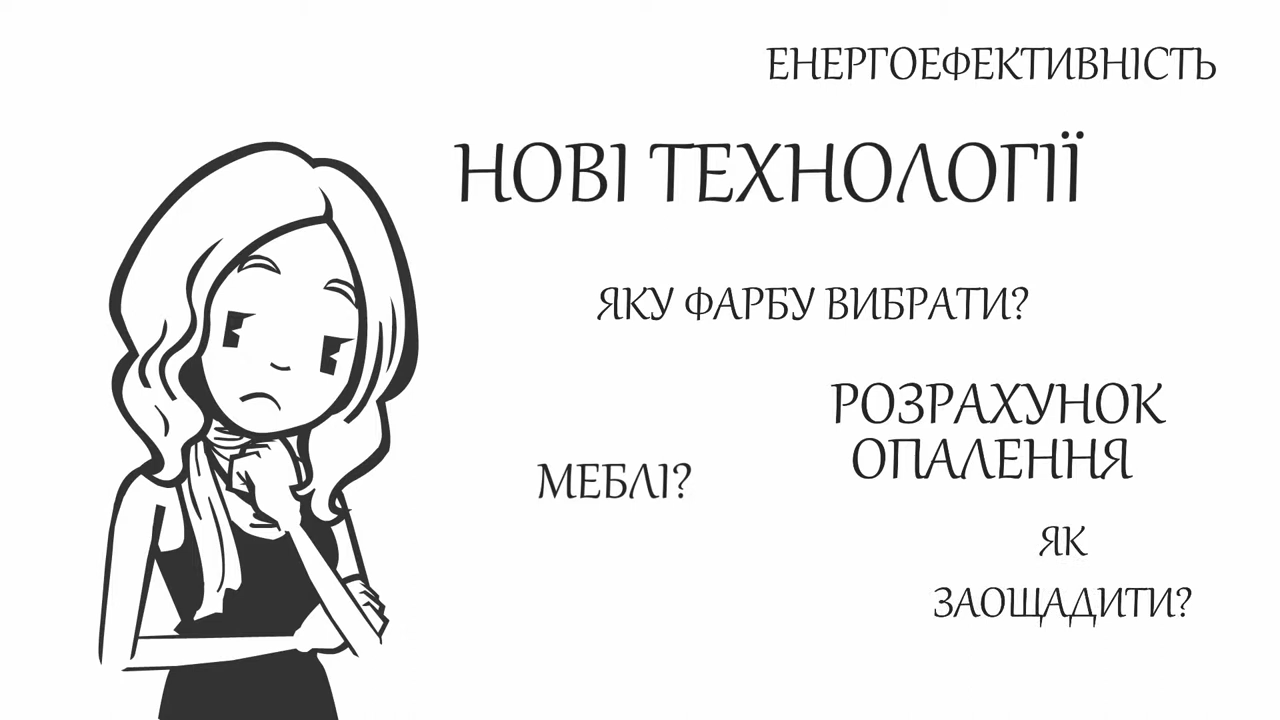 ЕНЕРГОЕФЕКТИВНІСТЬ
НОВІ ТЕХНОЛОГІЇ
ЯКУ ФАРБУ ВИБРАТИ?
РОЗРАХУНОК
ОПАЛЕННЯ
МЕБЛІ?
ЯК
ЗАОЩАДИТИ?